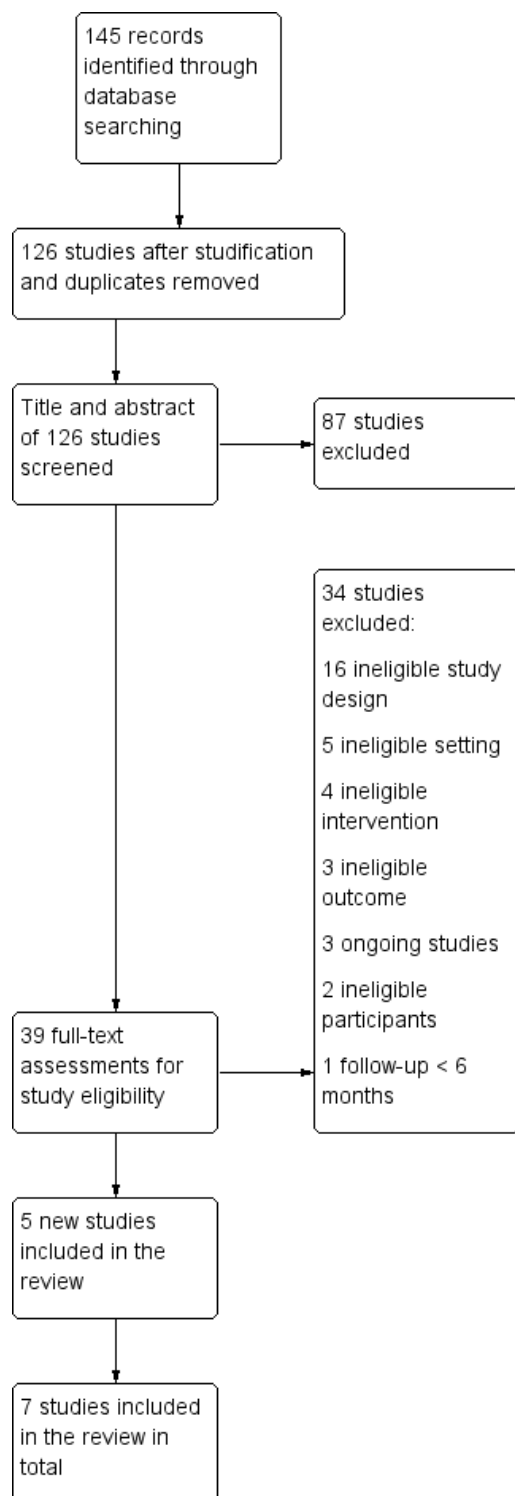 145 records
identified through
database
searching
126 studies after studification
and duplicates removed
Title and abstract
of 126 studies
screened
87 studies
excluded
34 studies
excluded:
16 ineligible study
design
5 ineligible setting
4 ineligible
intervention
3 ineligible
outcome
3 ongoing studies
2 ineligible
participants
1 follow-up < 6
months
39 full-text
assessments for
study eligibility
5 new studies
included in the
review
7 studies included
in the review in
total